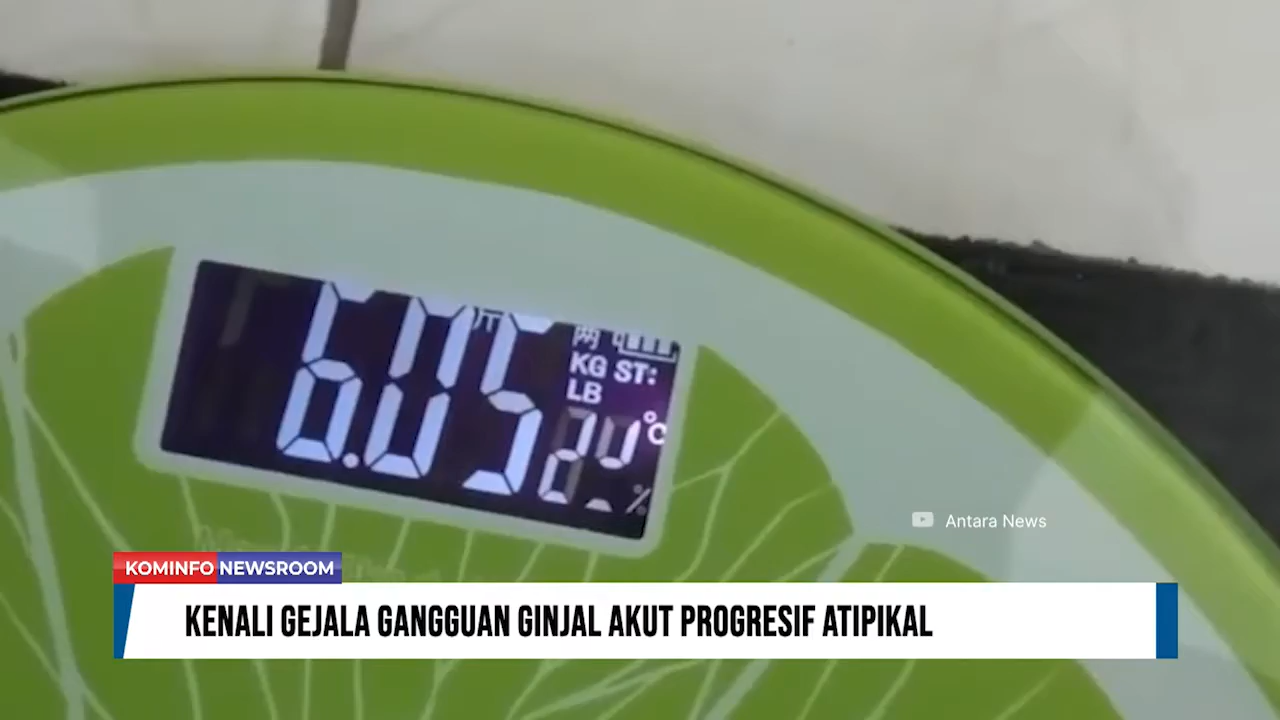 6.05
KG ST:
LB
°C
%
Antara News
KOMINFO NEWSROOM
KENALI GEJALA GANGGUAN GINJAL AKUT PROGRESIF ATIPIKAL